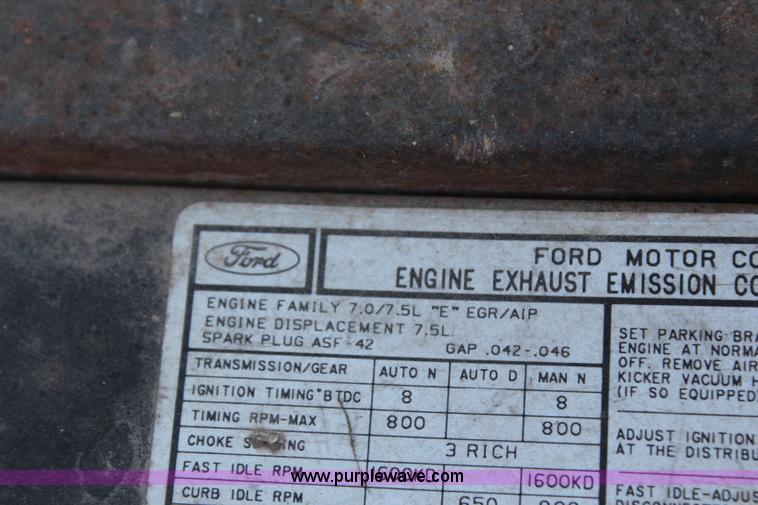 Ford
FORD MOTOR CO
ENGINE EXHAUST EMISSION CO
ENGINE FAMILY 7.0/7.5L "E" EGR/AIP
ENGINE DISPLACEMENT 7.5L
SPARK PLUG ASF-42 GAP .042-.046
TRANSMISSION/GEAR AUTO N AUTO D MAN N
IGNITION TIMING °BTDC 8 8
TIMING RPM-MAX 800 800
CHOKE 3 RICH
FAST IDLE RPM 1600KD 1600KD
CURB IDLE RPM 650
SET PARKING BRA
ENGINE AT NORMA
OFF. REMOVE AIR
KICKER VACUUM H
(IF SO EQUIPPED)
ADJUST IGNITION
AT THE DISTRIBU
FAST IDLE-ADJUS
www.purplewave.com